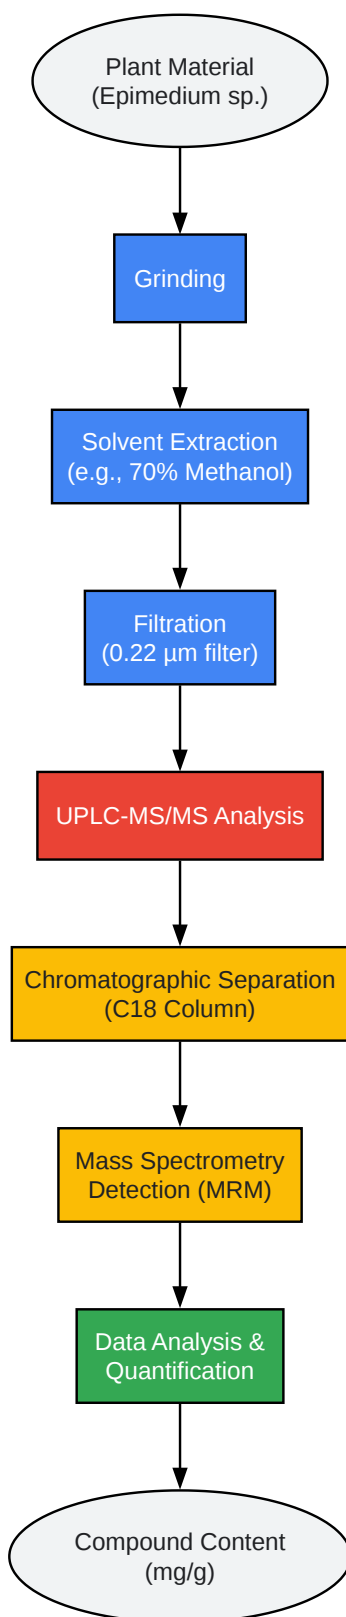 Plant Material
(Epimedium sp.)
Grinding
Solvent Extraction
(e.g., 70% Methanol)
Filtration
(0.22 µm filter)
UPLC-MS/MS Analysis
Chromatographic Separation
(C18 Column)
Mass Spectrometry
Detection (MRM)
Data Analysis &
Quantification
Compound Content
(mg/g)